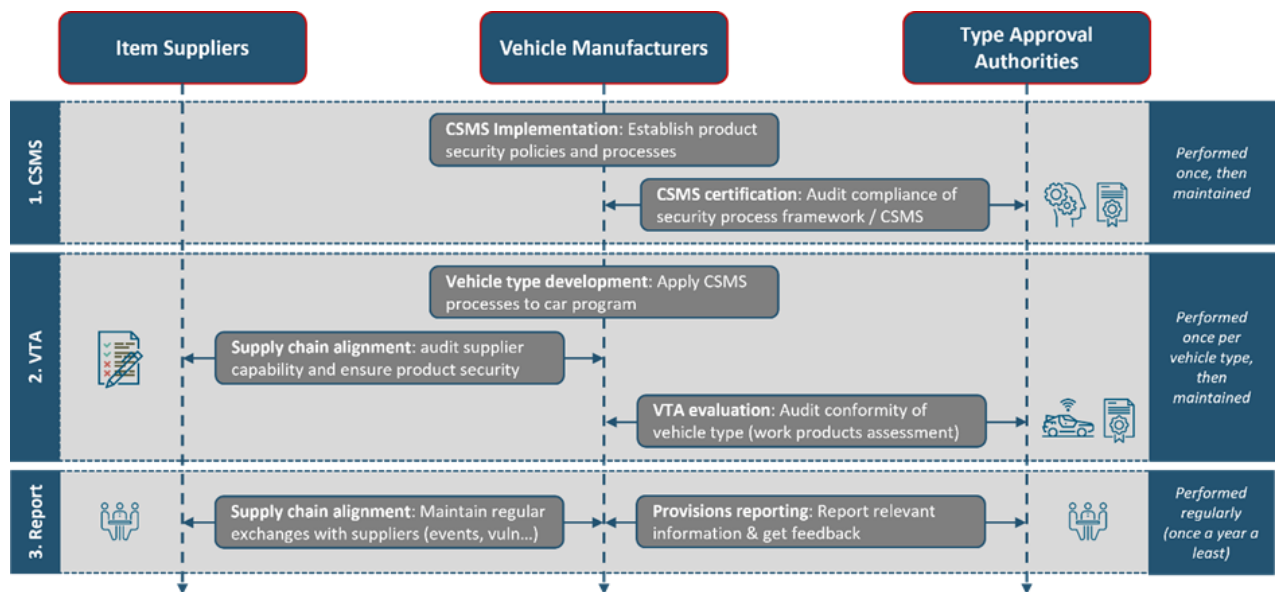 Item Suppliers
Vehicle Manufacturers
Type Approval
Authorities
1. CSMS
CSMS Implementation: Establish product
security policies and processes
CSMS certification: Audit compliance of
security process framework / CSMS
Performed
once, then
maintained
2. VTA
Vehicle type development: Apply CSMS
processes to car program
Supply chain alignment: audit supplier
capability and ensure product security
VTA evaluation: Audit conformity of
vehicle type (work products assessment)
Performed
once per
vehicle type,
then
maintained
3. Report
Supply chain alignment: Maintain regular
exchanges with suppliers (events, vuln...)
Provisions reporting: Report relevant
information & get feedback
Performed
regularly
(once a year a
least)